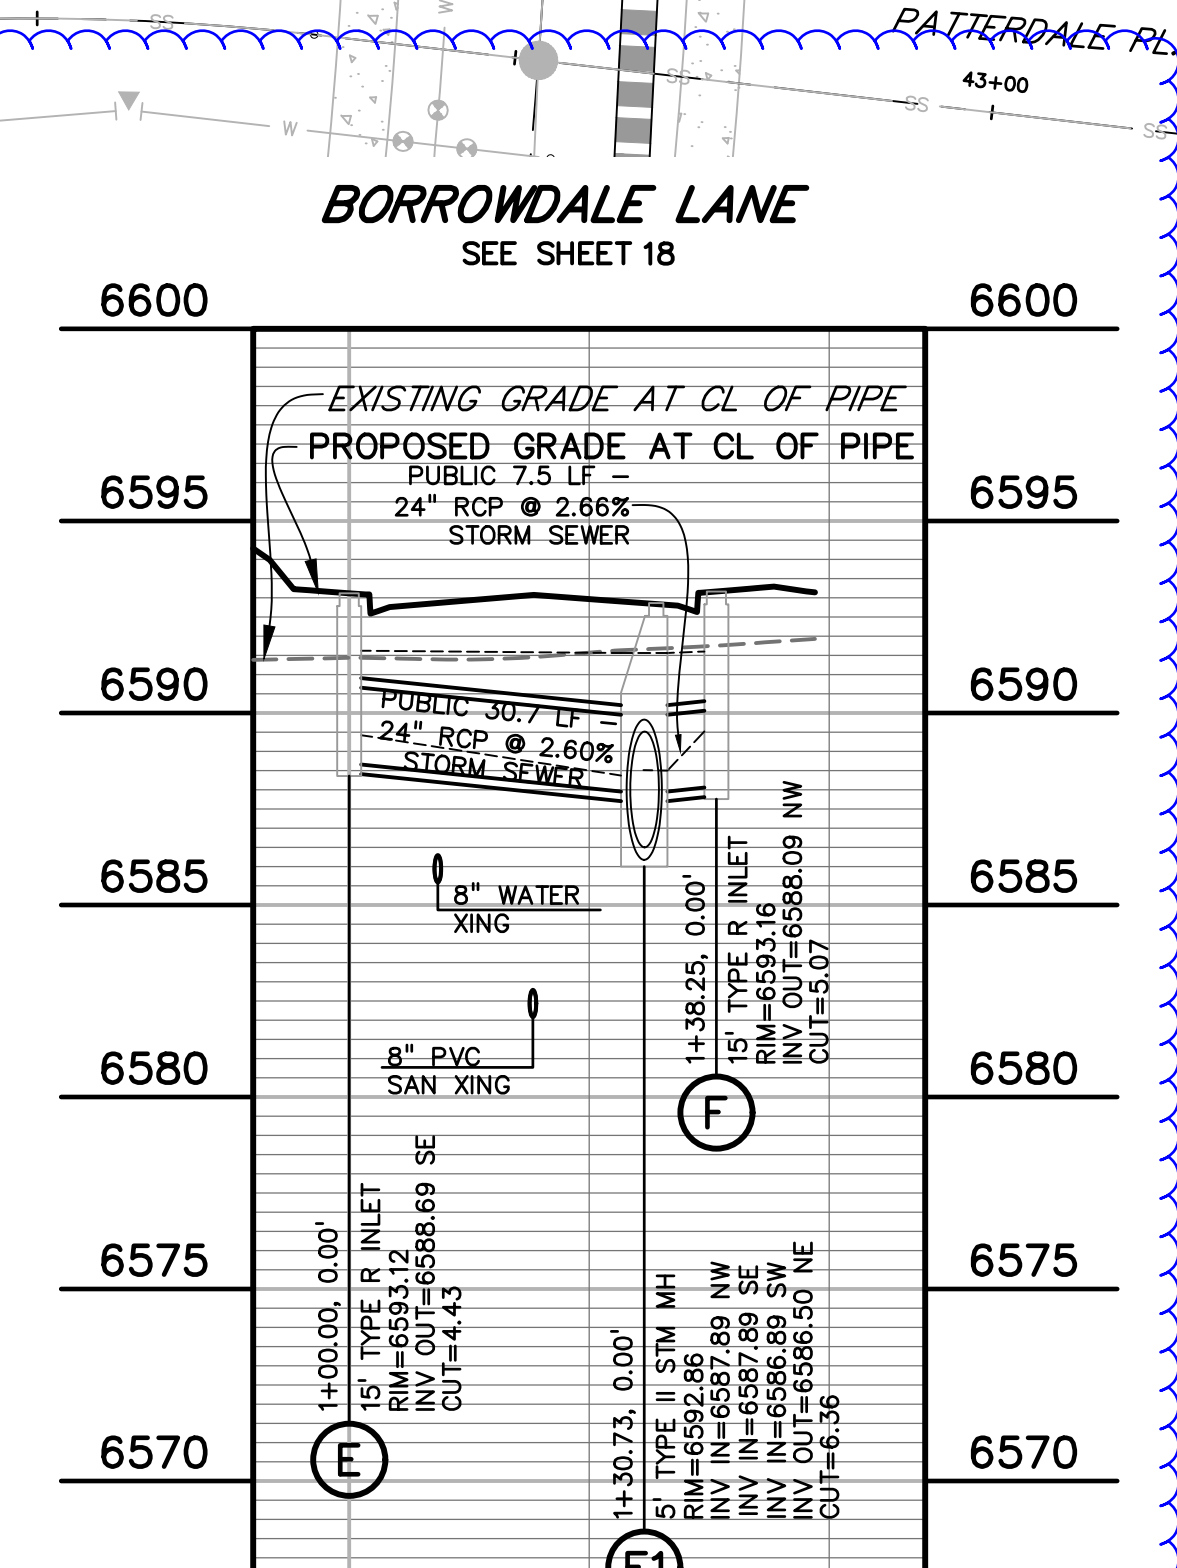 SS
W
PATTERDALE PL.
SS
43+00
SS
W
SS
BORROWDALE LANE
SEE SHEET 18
6600
6600
EXISTING GRADE AT CL OF PIPE
PROPOSED GRADE AT CL OF PIPE
PUBLIC 7.5 LF –
24" RCP @ 2.66%
STORM SEWER
6595
6595
6590
6590
PUBLIC 30.7 LF –
24" RCP @ 2.60%
STORM SEWER
6585
6585
8" WATER
XING
1+38.25, 0.00'
15' TYPE R INLET
RIM=6593.16
INV OUT=6588.09 NW
CUT=5.07
F
6580
6580
8" PVC
SAN XING
6575
6575
1+00.00, 0.00'
15' TYPE R INLET
RIM=6593.12
INV OUT=6588.69 SE
CUT=4.43
E
1+30.73, 0.00'
5' TYPE II STM MH
RIM=6592.86
INV IN=6587.89 NW
INV IN=6587.89 SE
INV IN=6586.89 SW
INV OUT=6586.50 NE
CUT=6.36
6570
6570